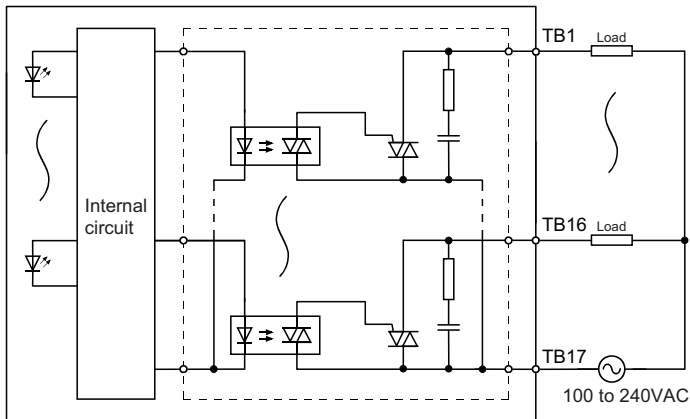 TB1
Load
Internal
circuit
TB16
Load
TB17
100 to 240VAC